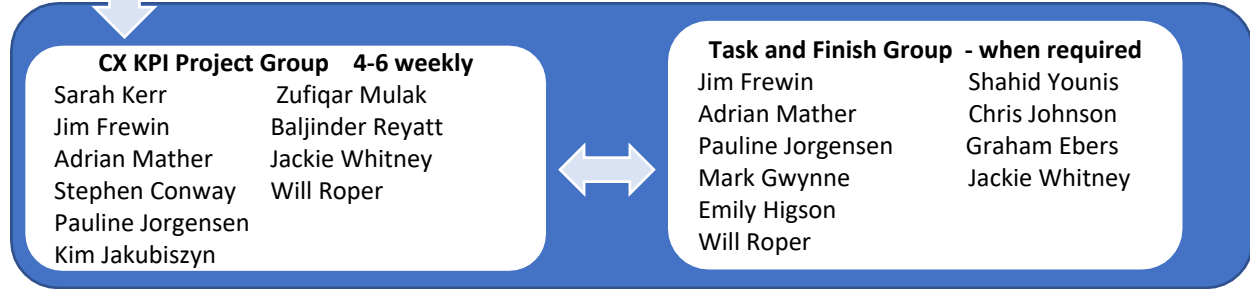 CX KPI Project Group 4-6 weekly
Sarah Kerr Zufiqar Mulak
Jim Frewin Baljinder Reyatt
Adrian Mather Jackie Whitney
Stephen Conway Will Roper
Pauline Jorgensen
Kim Jakubiszyn
Task and Finish Group - when required
Jim Frewin Shahid Younis
Adrian Mather Chris Johnson
Pauline Jorgensen Graham Ebers
Mark Gwynne Jackie Whitney
Emily Higson
Will Roper